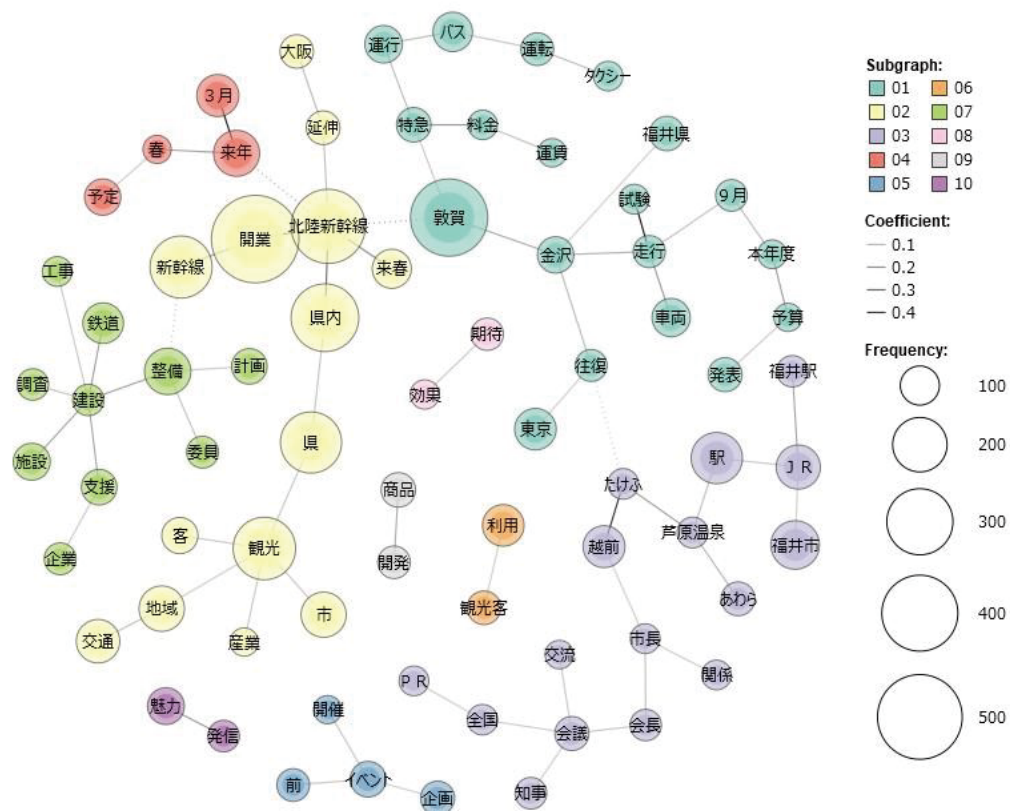 大阪
運行
バス
運転
タクシー
3月
延伸
特急
料金
運賃
福井県
春
来年
予定
開業
北陸新幹線
敦賀
試験
9月
新幹線
来春
金沢
走行
本年度
工事
鉄道
県内
期待
車両
予算
調査
建設
整備
計画
効果
往復
発表
福井駅
施設
支援
委員
県
東京
駅
JR
企業
商品
たけふ
客
観光
開発
利用
越前
芦原温泉
福井市
地域
交通
産業
市
観光客
あわら
魅力
発信
PR
交流
市長
関係
開催
全国
会議
会長
前
イベント
企画
知事
Subgraph:
01 06
02 07
03 08
04 09
05 10
Coefficient:
0.1
0.2
0.3
0.4
Frequency:
100
200
300
400
500